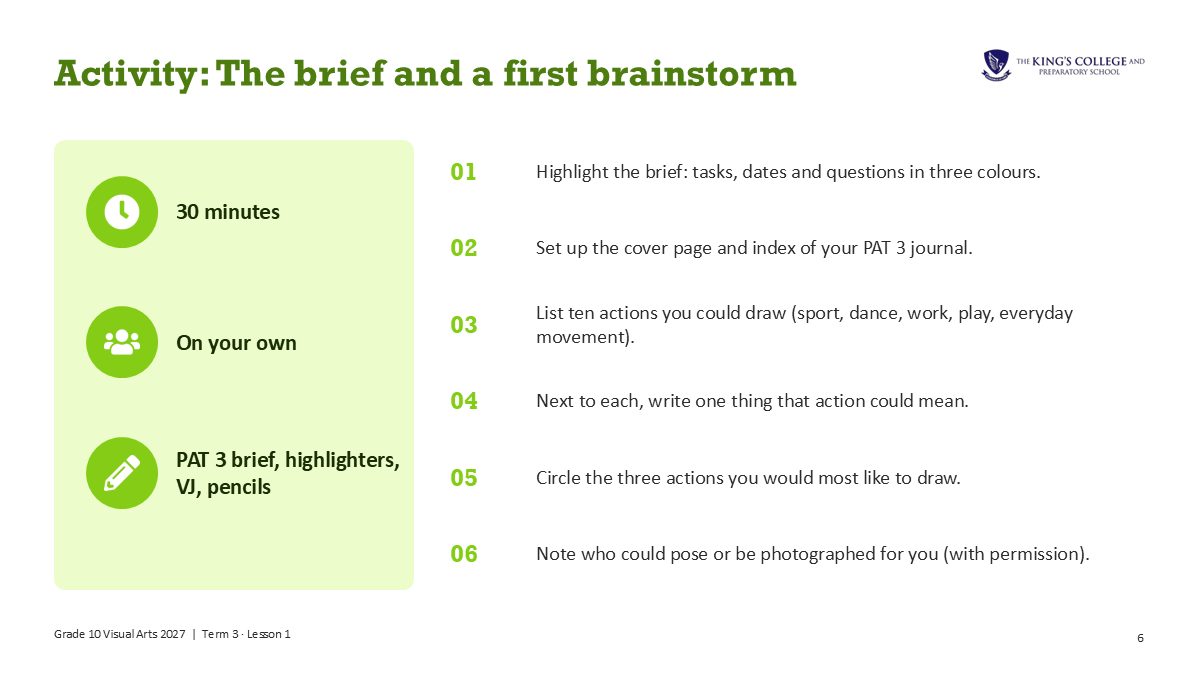 Activity: The brief and a first brainstorm
THE KING'S COLLEGE AND
PREPARATORY SCHOOL
30 minutes
On your own
PAT 3 brief, highlighters,
VJ, pencils
01
Highlight the brief: tasks, dates and questions in three colours.
02
Set up the cover page and index of your PAT 3 journal.
03
List ten actions you could draw (sport, dance, work, play, everyday
movement).
04
Next to each, write one thing that action could mean.
05
Circle the three actions you would most like to draw.
06
Note who could pose or be photographed for you (with permission).
Grade 10 Visual Arts 2027 | Term 3 · Lesson 1
6